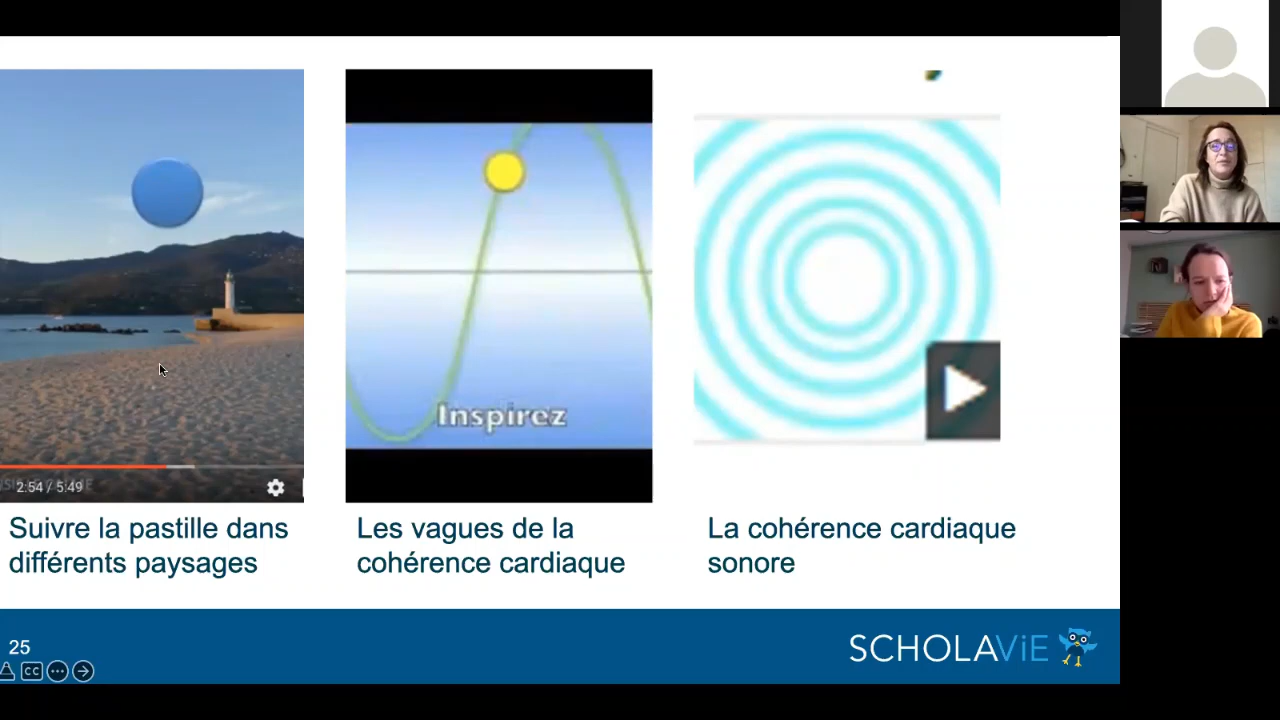 Inspirez
2:54 / 5:49
Suivre la pastille dans
différents paysages
Les vagues de la
cohérence cardiaque
La cohérence cardiaque
sonore
25
CC
SCHOLAViE